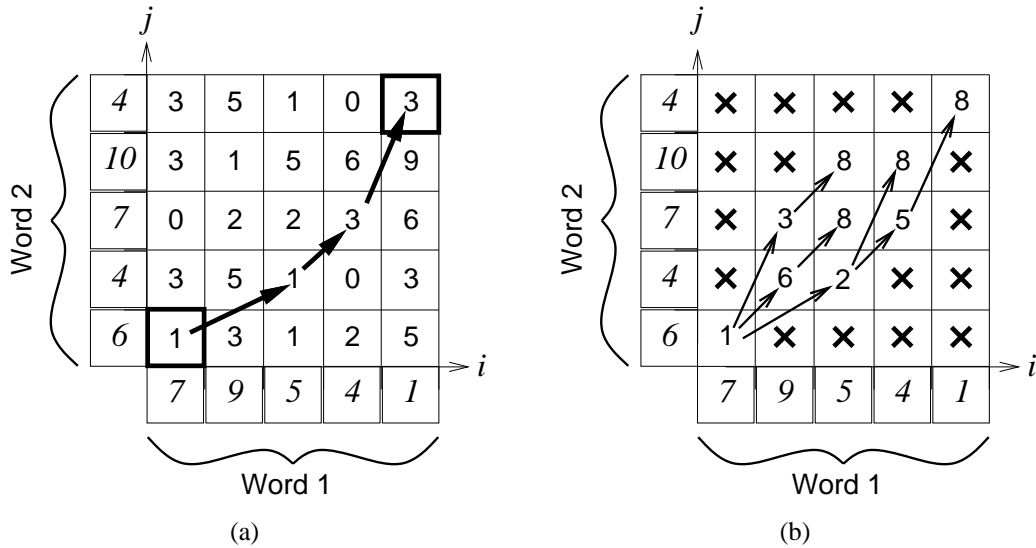 j
4 3 5 1 0 3
10 3 1 5 6 9
7 0 2 2 3 6
4 3 5 1 0 3
6 1 3 1 2 5
i
7 9 5 4 1
Word 2
Word 1
(a)
j
4 × × × × 8
10 × × 8 8 ×
7 × 3 8 5 ×
4 × 6 2 × ×
6 1 × × × ×
i
7 9 5 4 1
Word 2
Word 1
(b)